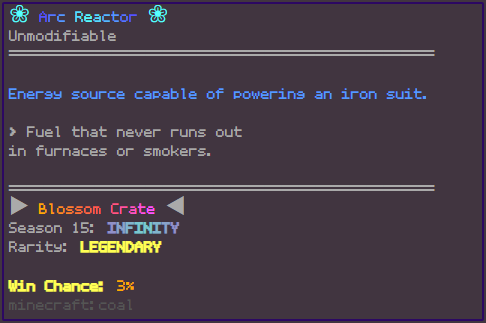 ❀ Arc Reactor ❀
Unmodifiable
Energy source capable of powering an iron suit.
> Fuel that never runs out
in furnaces or smokers.
▶ Blossom Crate ◀
Season 15: INFINITY
Rarity: LEGENDARY
Win Chance: 3%
minecraft:coal